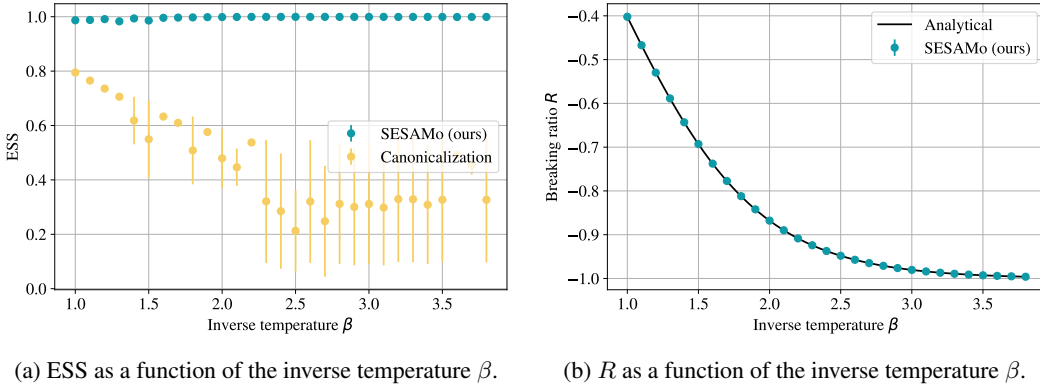 1.0
0.8
0.6
0.4
0.2
0.0
ESS
SESAMo (ours)
Canonicalization
1.0 1.5 2.0 2.5 3.0 3.5
Inverse temperature β
(a) ESS as a function of the inverse temperature β.
−0.4
−0.5
−0.6
−0.7
−0.8
−0.9
−1.0
Breaking ratio R
Analytical
SESAMo (ours)
1.0 1.5 2.0 2.5 3.0 3.5
Inverse temperature β
(b) R as a function of the inverse temperature β.